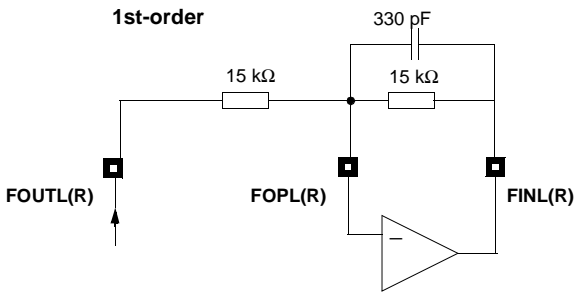 1st-order
330 pF
15 kΩ
15 kΩ
FOUTL(R)
FOPL(R)
FINL(R)